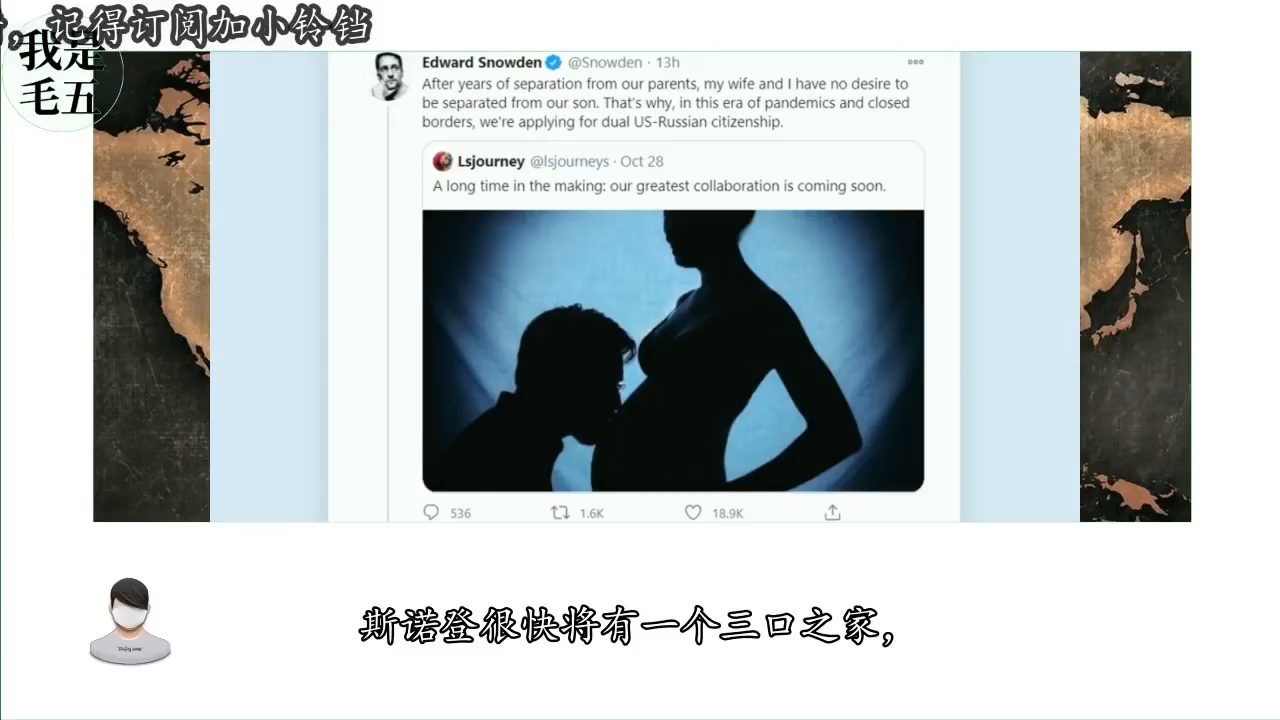 ，记得订阅加小铃铛
我是
毛五
Edward Snowden @Snowden · 13h
After years of separation from our parents, my wife and I have no desire to
be separated from our son. That's why, in this era of pandemics and closed
borders, we're applying for dual US-Russian citizenship.
Lsjourney @lsjourneys · Oct 28
A long time in the making: our greatest collaboration is coming soon.
536 1.6K 18.9K
斯诺登很快将有一个三口之家，